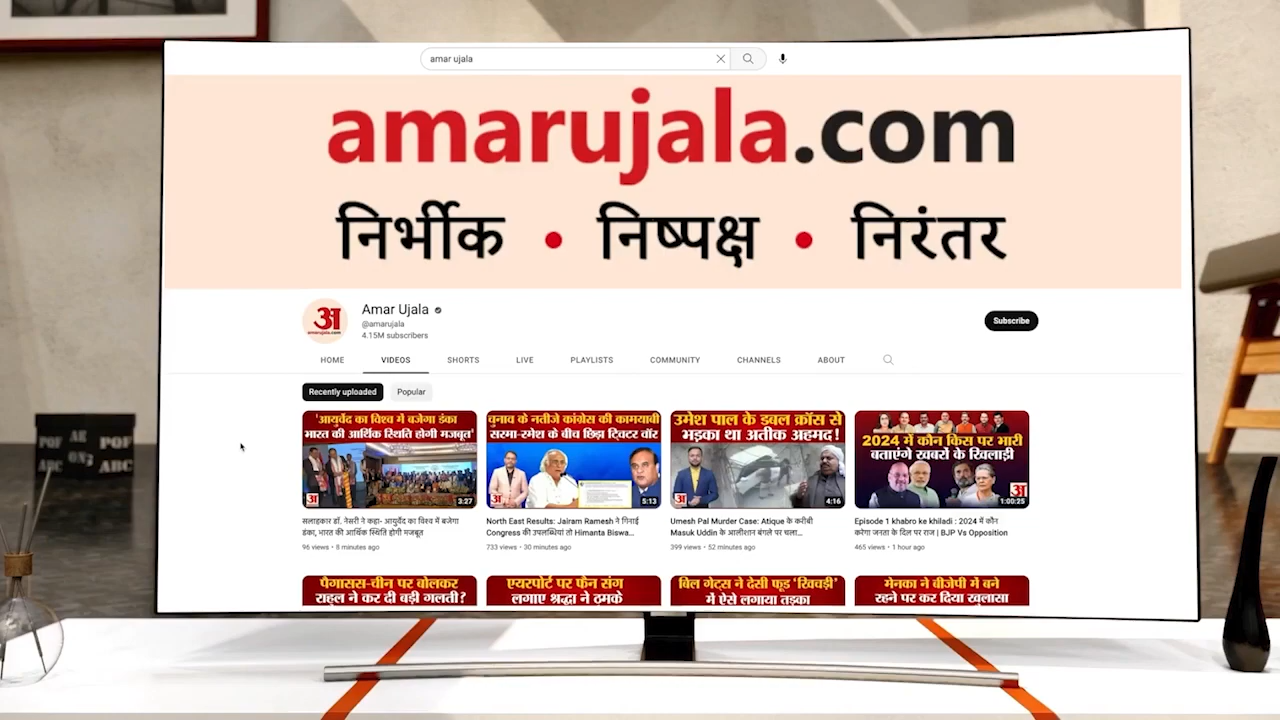 amar ujala
amarujala.com
निर्भीक • निष्पक्ष • निरंतर
अ
amarujala.com
Amar Ujala
@amarujala
4.15M subscribers
Subscribe
HOME VIDEOS SHORTS LIVE PLAYLISTS COMMUNITY CHANNELS ABOUT
Recently uploaded Popular
'आयुर्वेद का विश्व में बजेगा डंका
भारत की आर्थिक स्थिति होगी मजबूत'
अ
3:27
सलाहकार डॉ. नेसरी ने कहा- आयुर्वेद का विश्व में बजेगा
डंका, भारत की आर्थिक स्थिति होगी मजबूत
96 views • 8 minutes ago
चुनाव के नतीजे कांग्रेस की कामयाबी
सरमा-रमेश के बीच छिड़ा ट्विटर वॉर
अ
5:13
North East Results: Jairam Ramesh ने गिनाई
Congress की उपलब्धियां तो Himanta Biswa...
733 views • 30 minutes ago
उमेश पाल के डबल क्रॉस से
भड़का था अतीक अहमद!
अ
4:16
Umesh Pal Murder Case: Atique के करीबी
Masuk Uddin के आलीशान बंगले पर चला...
399 views • 52 minutes ago
2024 में कौन किस पर भारी
बताएंगे खबरों के खिलाड़ी
अ
1:00:25
Episode 1 khabro ke khiladi : 2024 में कौन
करेगा जनता के दिल पर राज | BJP Vs Opposition
465 views • 1 hour ago
पैगासस-चीन पर बोलकर
राहुल ने कर दी बड़ी गलती?
एयरपोर्ट पर फैन संग
लगाए श्रद्धा ने ठुमके
बिल गेट्स ने देसी फूड 'खिचड़ी'
में ऐसे लगाया तड़का
मेनका ने बीजेपी में बने
रहने पर कर दिया खुलासा